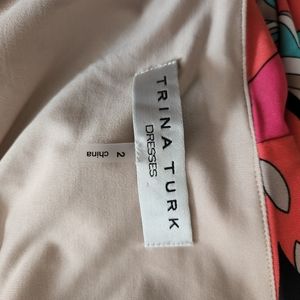 TRINA TURK
DRESSES
2
china